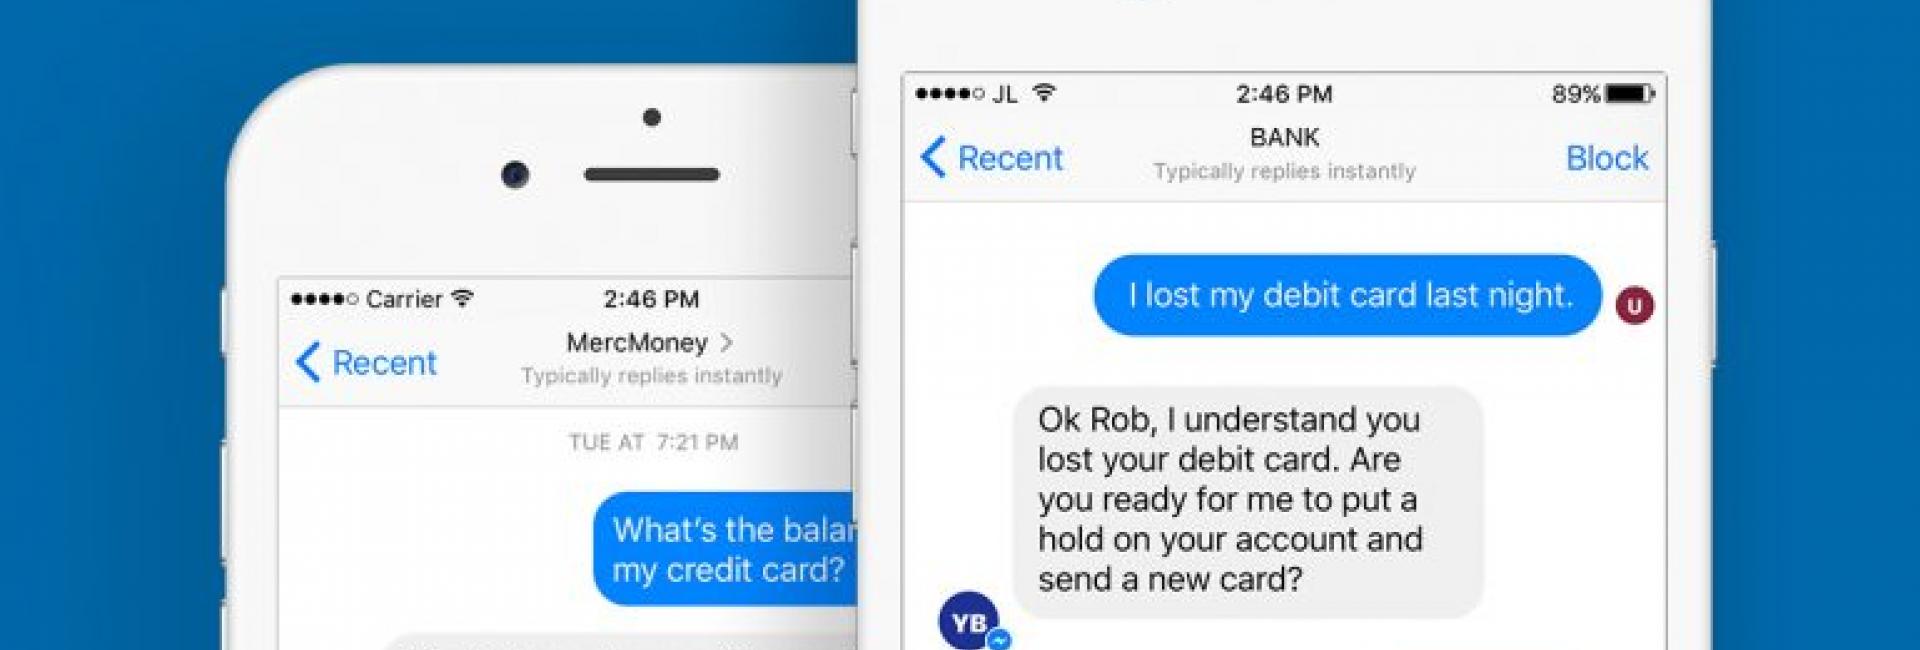 Carrier
2:46 PM
Recent
MercMoney >
Typically replies instantly
TUE AT 7:21 PM
What's the
my credit card?
JL
2:46 PM
89%
Recent
BANK
Typically replies instantly
Block
I lost my debit card last night.
U
Ok Rob, I understand you
lost your debit card. Are
you ready for me to put a
hold on your account and
send a new card?
YB